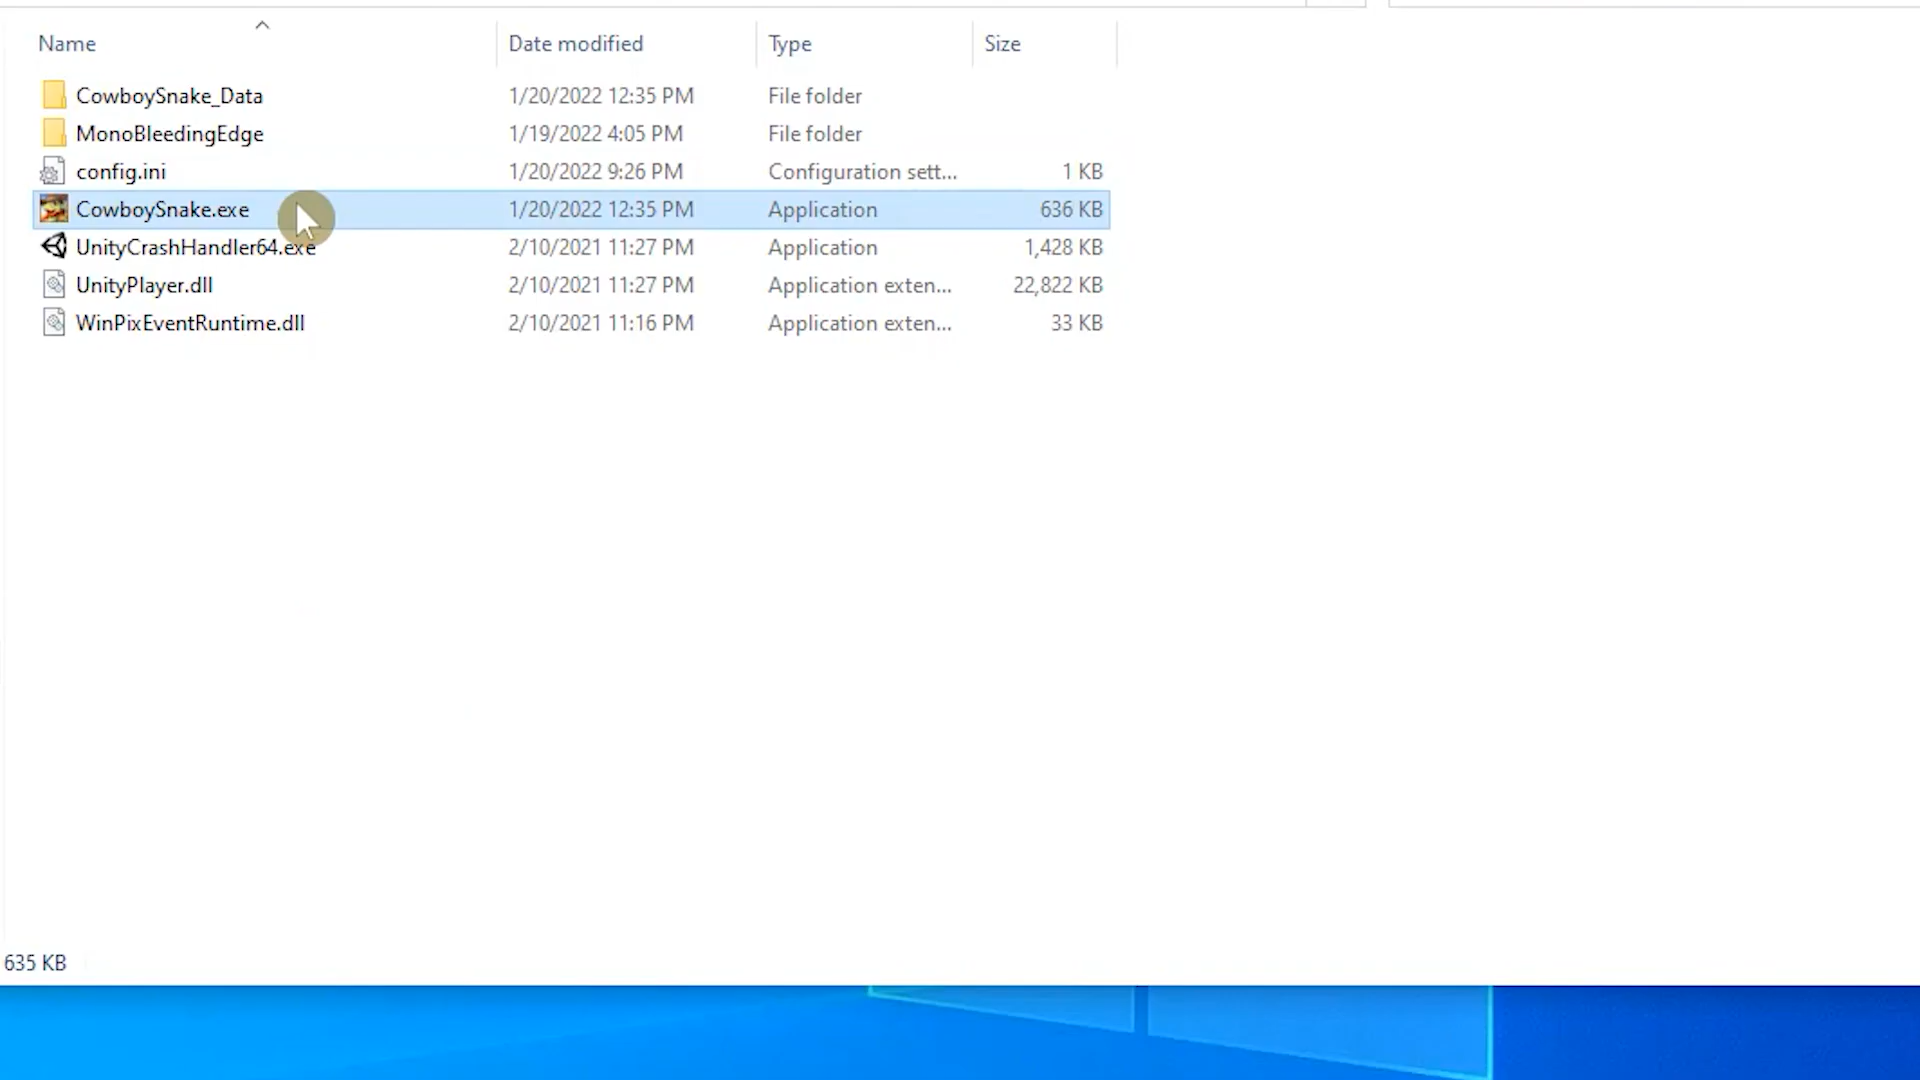 Name Date modified Type Size
CowboySnake_Data 1/20/2022 12:35 PM File folder
MonoBleedingEdge 1/19/2022 4:05 PM File folder
config.ini 1/20/2022 9:26 PM Configuration sett... 1 KB
CowboySnake.exe 1/20/2022 12:35 PM Application 636 KB
UnityCrashHandler64.exe 2/10/2021 11:27 PM Application 1,428 KB
UnityPlayer.dll 2/10/2021 11:27 PM Application exten... 22,822 KB
WinPixEventRuntime.dll 2/10/2021 11:16 PM Application exten... 33 KB
635 KB